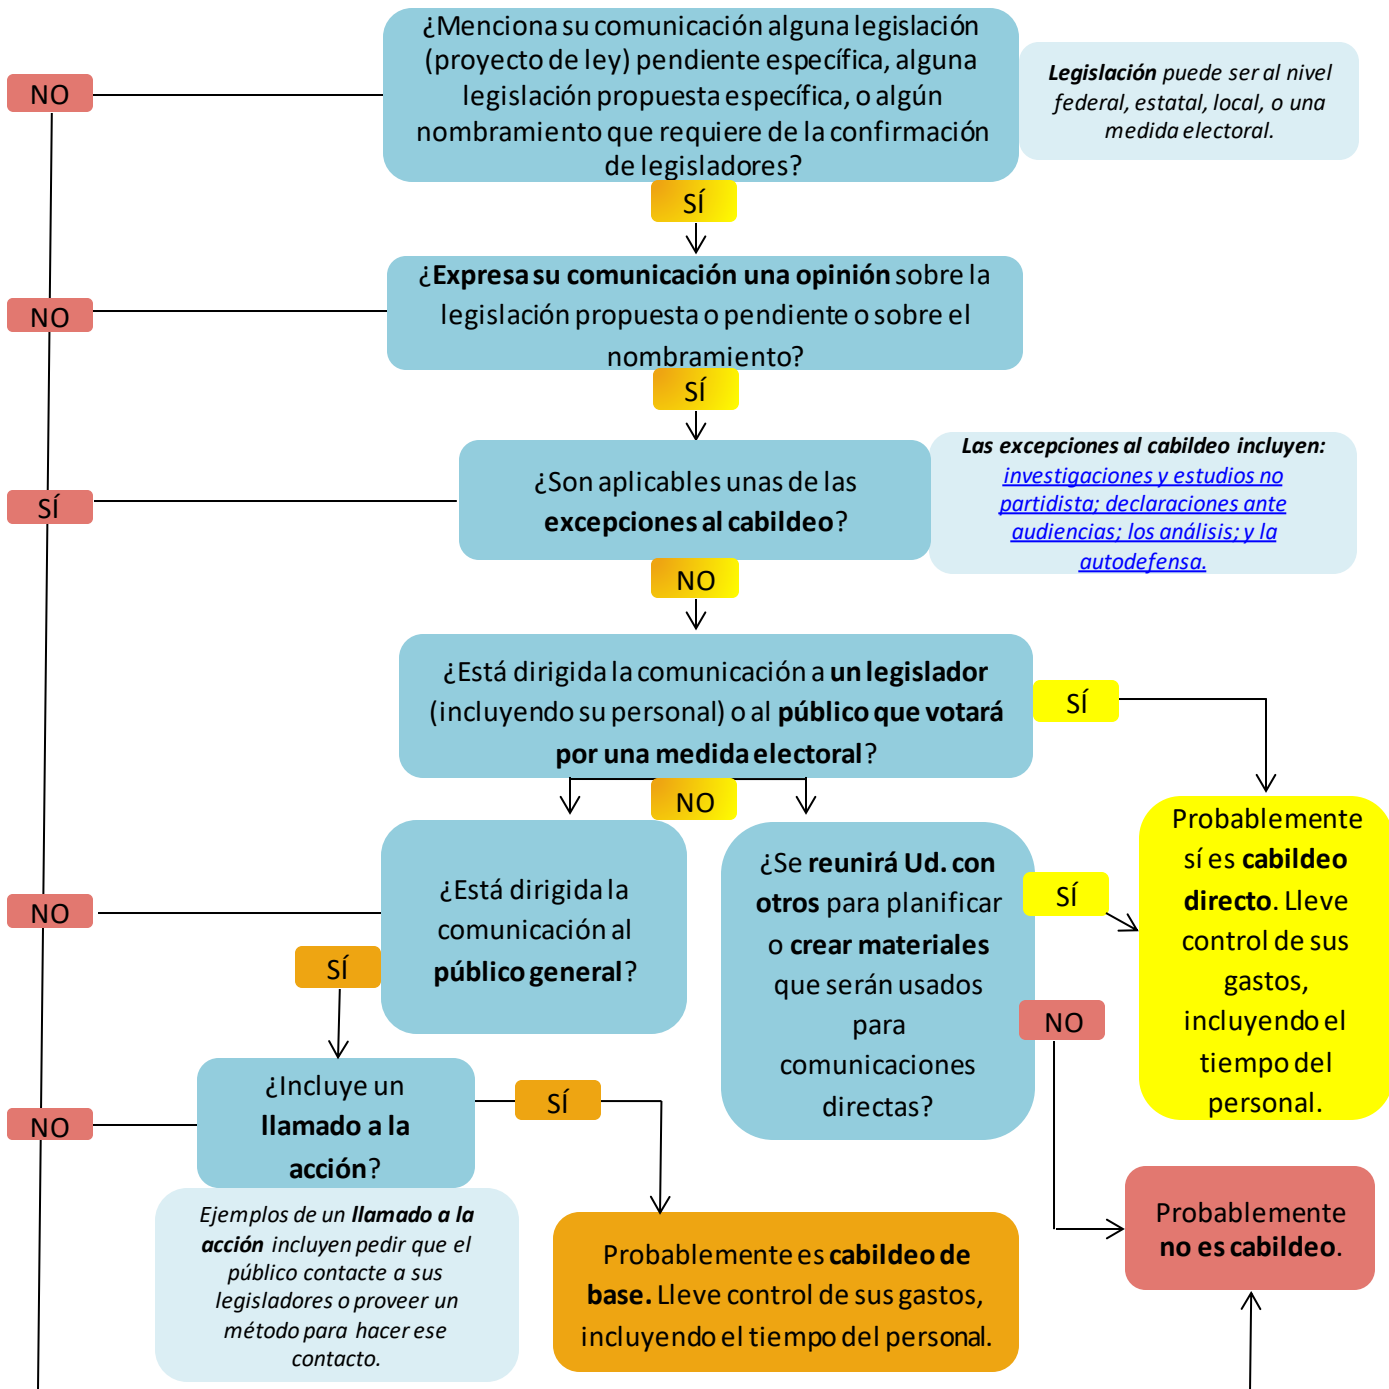 ¿Menciona su comunicación alguna legislación
(proyecto de ley) pendiente específica, alguna
legislación propuesta específica, o algún
nombramiento que requiere de la confirmación
de legisladores?
Legislación puede ser al nivel
federal, estatal, local, o una
medida electoral.
NO
SÍ
¿Expresa su comunicación una opinión sobre la
legislación propuesta o pendiente o sobre el
nombramiento?
NO
SÍ
¿Son aplicables unas de las
excepciones al cabildeo?
Las excepciones al cabildeo incluyen:
investigaciones y estudios no
partidista; declaraciones ante
audiencias; los análisis; y la
autodefensa.
SÍ
NO
¿Está dirigida la comunicación a un legislador
(incluyendo su personal) o al público que votará
por una medida electoral?
SÍ
NO
¿Está dirigida la
comunicación al
público general?
NO
SÍ
¿Se reunirá Ud. con
otros para planificar
o crear materiales
que serán usados
para
comunicaciones
directas?
SÍ
NO
Probablemente
sí es cabildeo
directo. Lleve
control de sus
gastos,
incluyendo el
tiempo del
personal.
¿Incluye un
llamado a la
acción?
NO
SÍ
Ejemplos de un llamado a la
acción incluyen pedir que el
público contacte a sus
legisladores o proveer un
método para hacer ese
contacto.
Probablemente es cabildeo de
base. Lleve control de sus gastos,
incluyendo el tiempo del personal.
Probablemente
no es cabildeo.